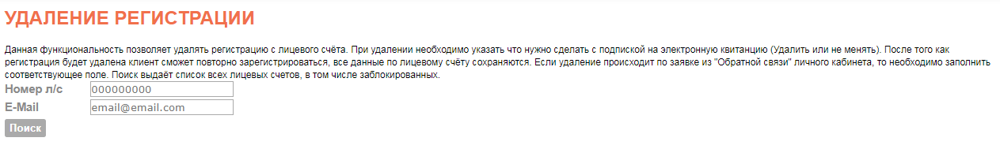 УДАЛЕНИЕ РЕГИСТРАЦИИ
Данная функциональность позволяет удалять регистрацию с лицевого счёта. При удалении необходимо указать что нужно сделать с подпиской на электронную квитанцию (Удалить или не менять). После того как
регистрация будет удалена клиент сможет повторно зарегистрироваться, все данные по лицевому счёту сохраняются. Если удаление происходит по заявке из "Обратной связи" личного кабинета, то необходимо заполнить
соответствующее поле. Поиск выдаёт список всех лицевых счетов, в том числе заблокированных.
Номер л/с 000000000
E-Mail email@email.com
Поиск